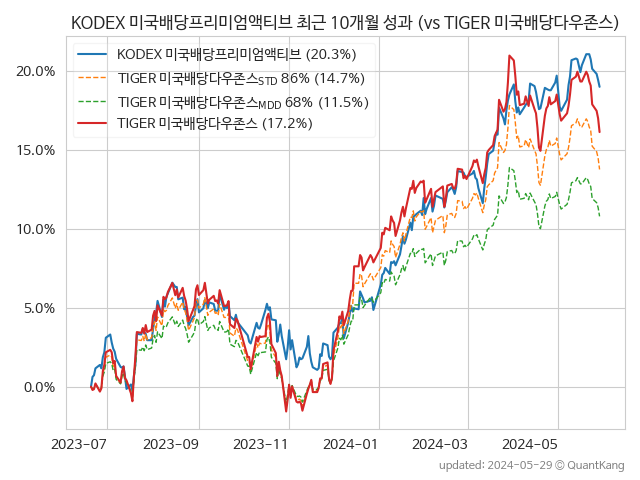 KODEX 미국배당프리미엄액티브 최근 10개월 성과 (vs TIGER 미국배당다우존스)
KODEX 미국배당프리미엄액티브 (20.3%)
TIGER 미국배당다우존스STD 86% (14.7%)
TIGER 미국배당다우존스MDD 68% (11.5%)
TIGER 미국배당다우존스 (17.2%)
20.0%
15.0%
10.0%
5.0%
0.0%
2023-07 2023-09 2023-11 2024-01 2024-03 2024-05
updated: 2024-05-29 © QuantKang